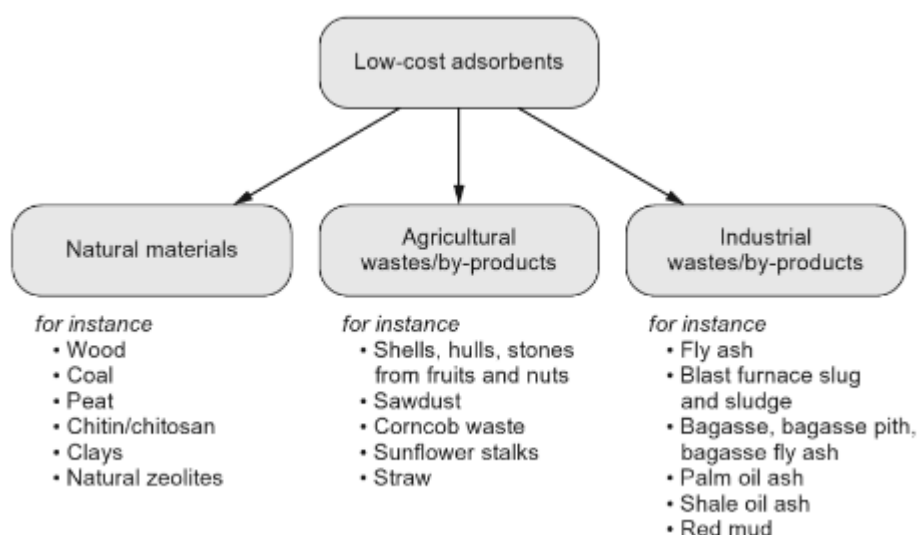 Low-cost adsorbents
Natural materials
for instance
• Wood
• Coal
• Peat
• Chitin/chitosan
• Clays
• Natural zeolites
Agricultural
wastes/by-products
for instance
• Shells, hulls, stones
from fruits and nuts
• Sawdust
• Corncob waste
• Sunflower stalks
• Straw
Industrial
wastes/by-products
for instance
• Fly ash
• Blast furnace slug
and sludge
• Bagasse, bagasse pith,
bagasse fly ash
• Palm oil ash
• Shale oil ash
• Red mud